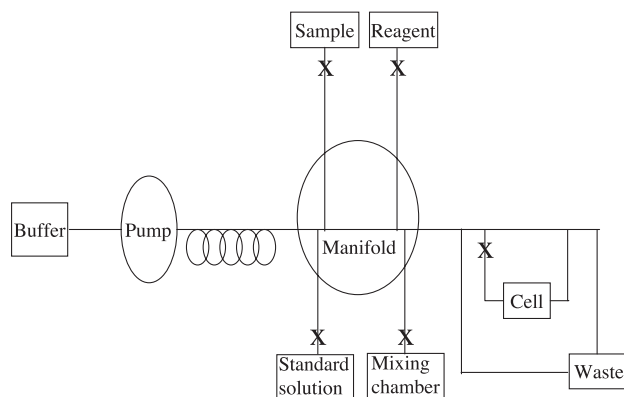 Sample
Reagent
X
X
Buffer
Pump
Manifold
X
Cell
X
X
Standard
solution
Mixing
chamber
Waste